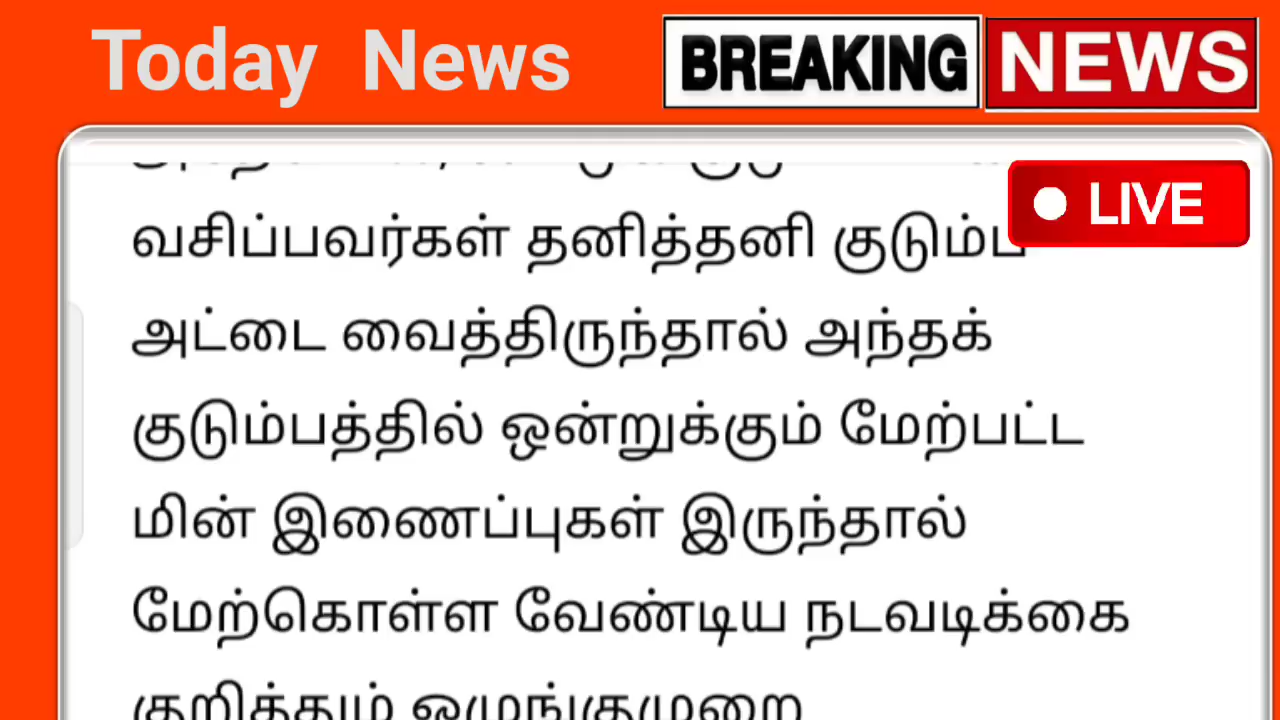 Today News
BREAKING NEWS
LIVE
வசிப்பவர்கள் தனித்தனி குடும்ப
அட்டை வைத்திருந்தால் அந்தக்
குடும்பத்தில் ஒன்றுக்கும் மேற்பட்ட
மின் இணைப்புகள் இருந்தால்
மேற்கொள்ள வேண்டிய நடவடிக்கை
குறித்தும் ஒழுங்குமுறை